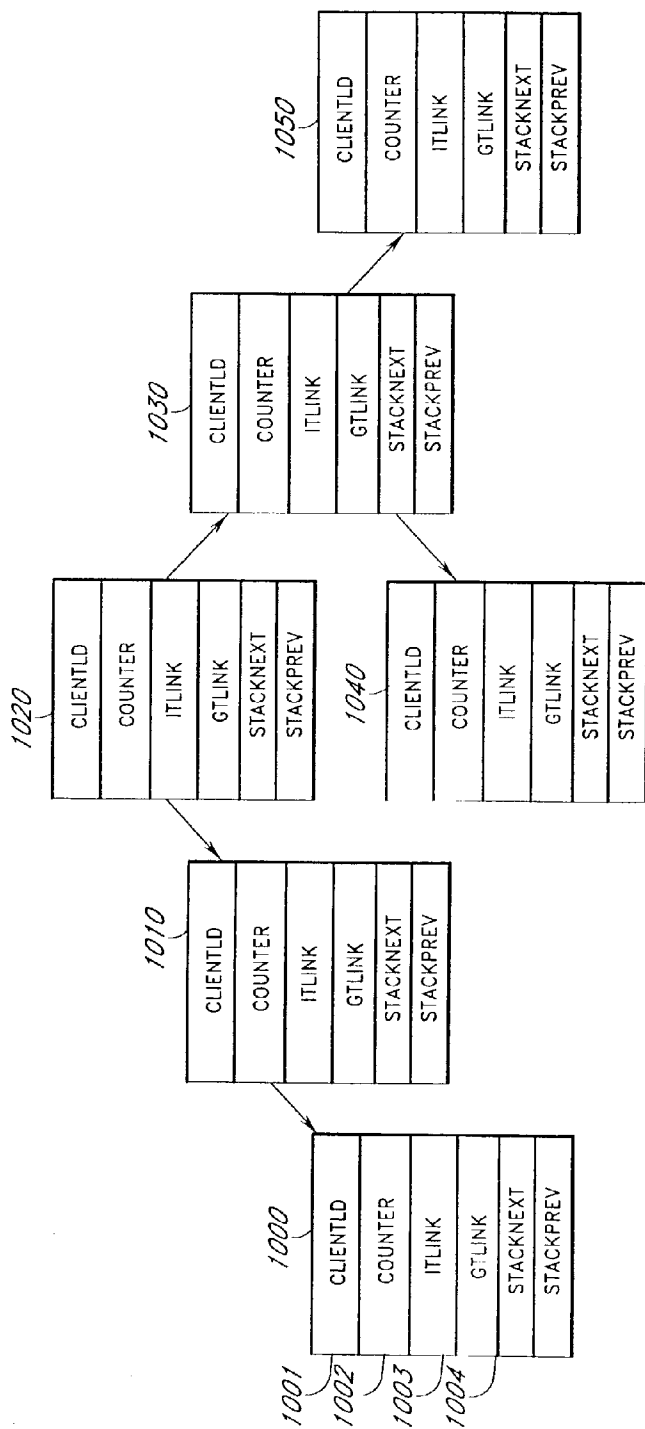 1000
1001
CLIENTLD
1002
COUNTER
1003
ITLINK
1004
GTLINK
STACKNEXT
STACKPREV
1010
CLIENTLD
COUNTER
ITLINK
GTLINK
STACKNEXT
STACKPREV
1020
CLIENTLD
COUNTER
ITLINK
GTLINK
STACKNEXT
STACKPREV
1040
CLIENTLD
COUNTER
ITLINK
GTLINK
STACKNEXT
STACKPREV
1030
CLIENTLD
COUNTER
ITLINK
GTLINK
STACKNEXT
STACKPREV
1050
CLIENTLD
COUNTER
ITLINK
GTLINK
STACKNEXT
STACKPREV